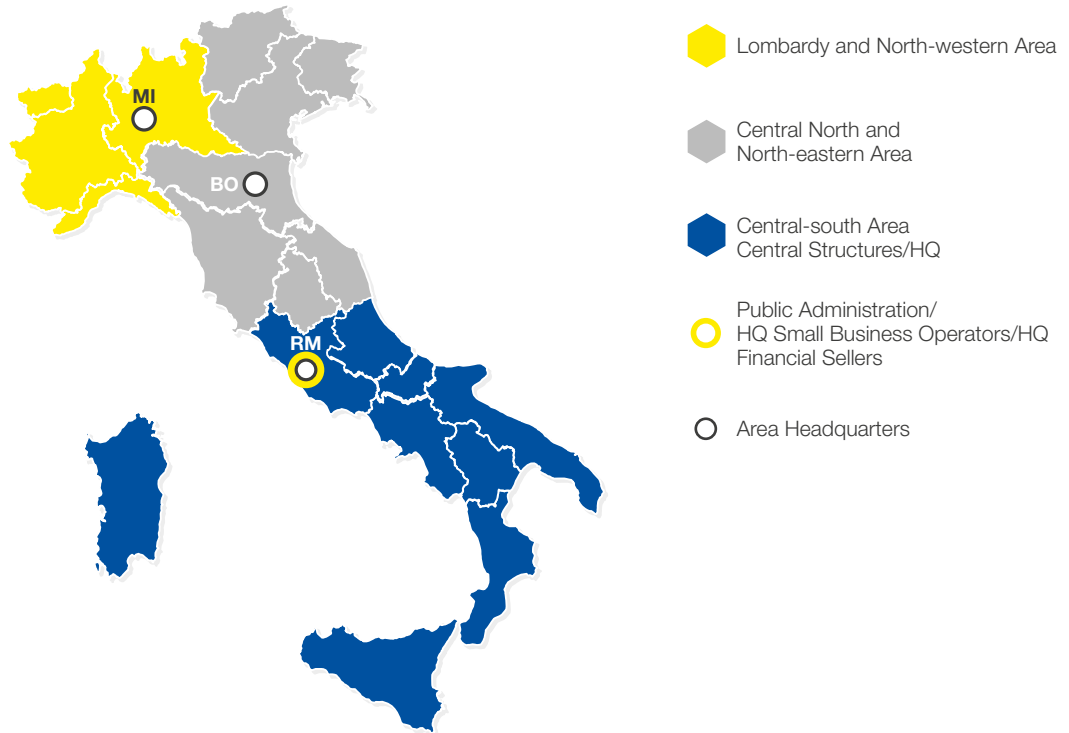 MI
BO
RM
Lombardy and North-western Area
Central North and
North-eastern Area
Central-south Area
Central Structures/HQ
Public Administration/
HQ Small Business Operators/HQ
Financial Sellers
Area Headquarters